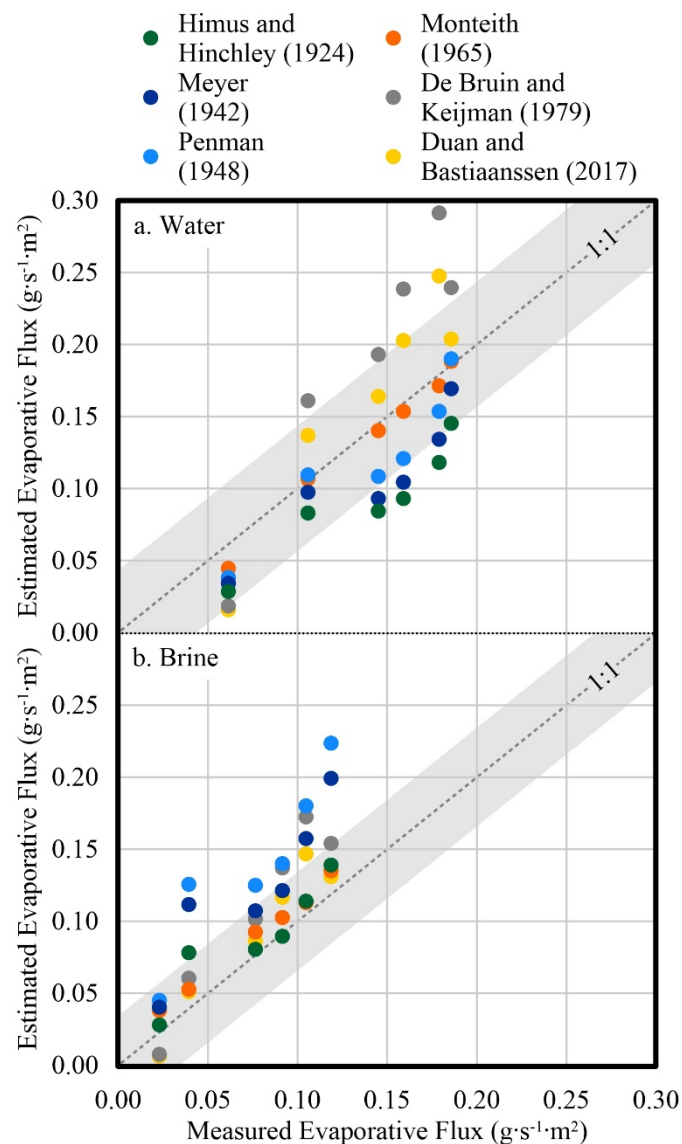 Himus and
Hinchley (1924)
Monteith
(1965)
Meyer
(1942)
De Bruin and
Keijman (1979)
Penman
(1948)
Duan and
Bastiaanssen (2017)
Estimated Evaporative Flux (g·s⁻¹·m²)
0.30
0.25
0.20
0.15
0.10
0.05
0.00
a. Water
1:1
Estimated Evaporative Flux (g·s⁻¹·m²)
0.25
0.20
0.15
0.10
0.05
0.00
b. Brine
1:1
0.00 0.05 0.10 0.15 0.20 0.25 0.30
Measured Evaporative Flux (g·s⁻¹·m²)